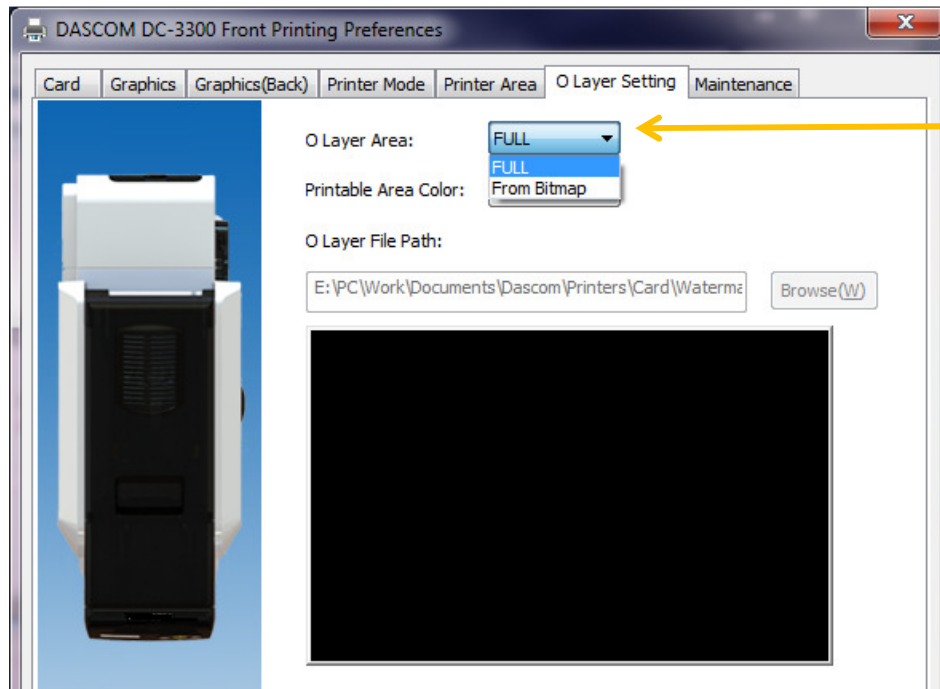 DASCOM DC-3300 Front Printing Preferences
Card Graphics Graphics(Back) Printer Mode Printer Area O Layer Setting Maintenance
O Layer Area: FULL
FULL
Printable Area Color: From Bitmap
O Layer File Path:
E:\PC\Work\Documents\Dascom\Printers\Card\Waterma Browse(W)